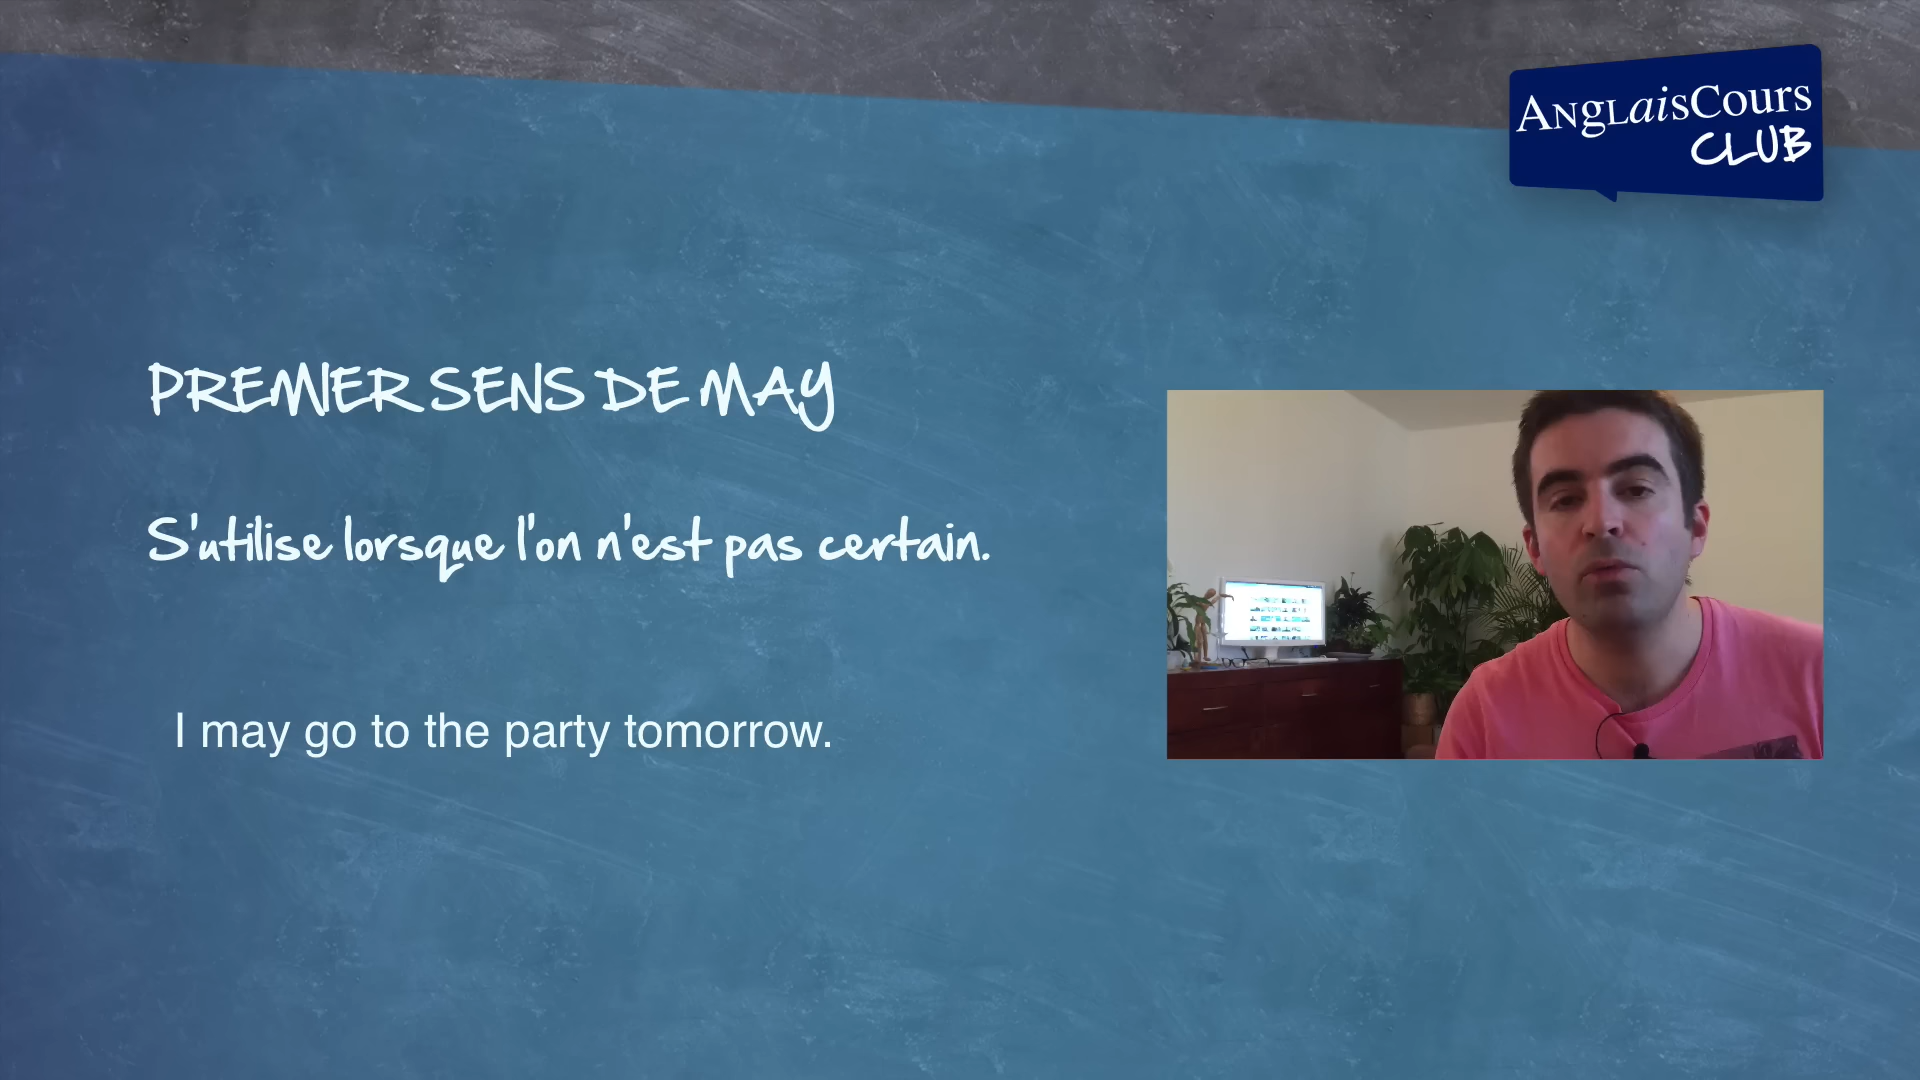 AnglaisCours
CLUB
PREMIER SENS DE MAY
S'utilise lorsque l'on n'est pas certain.
I may go to the party tomorrow.